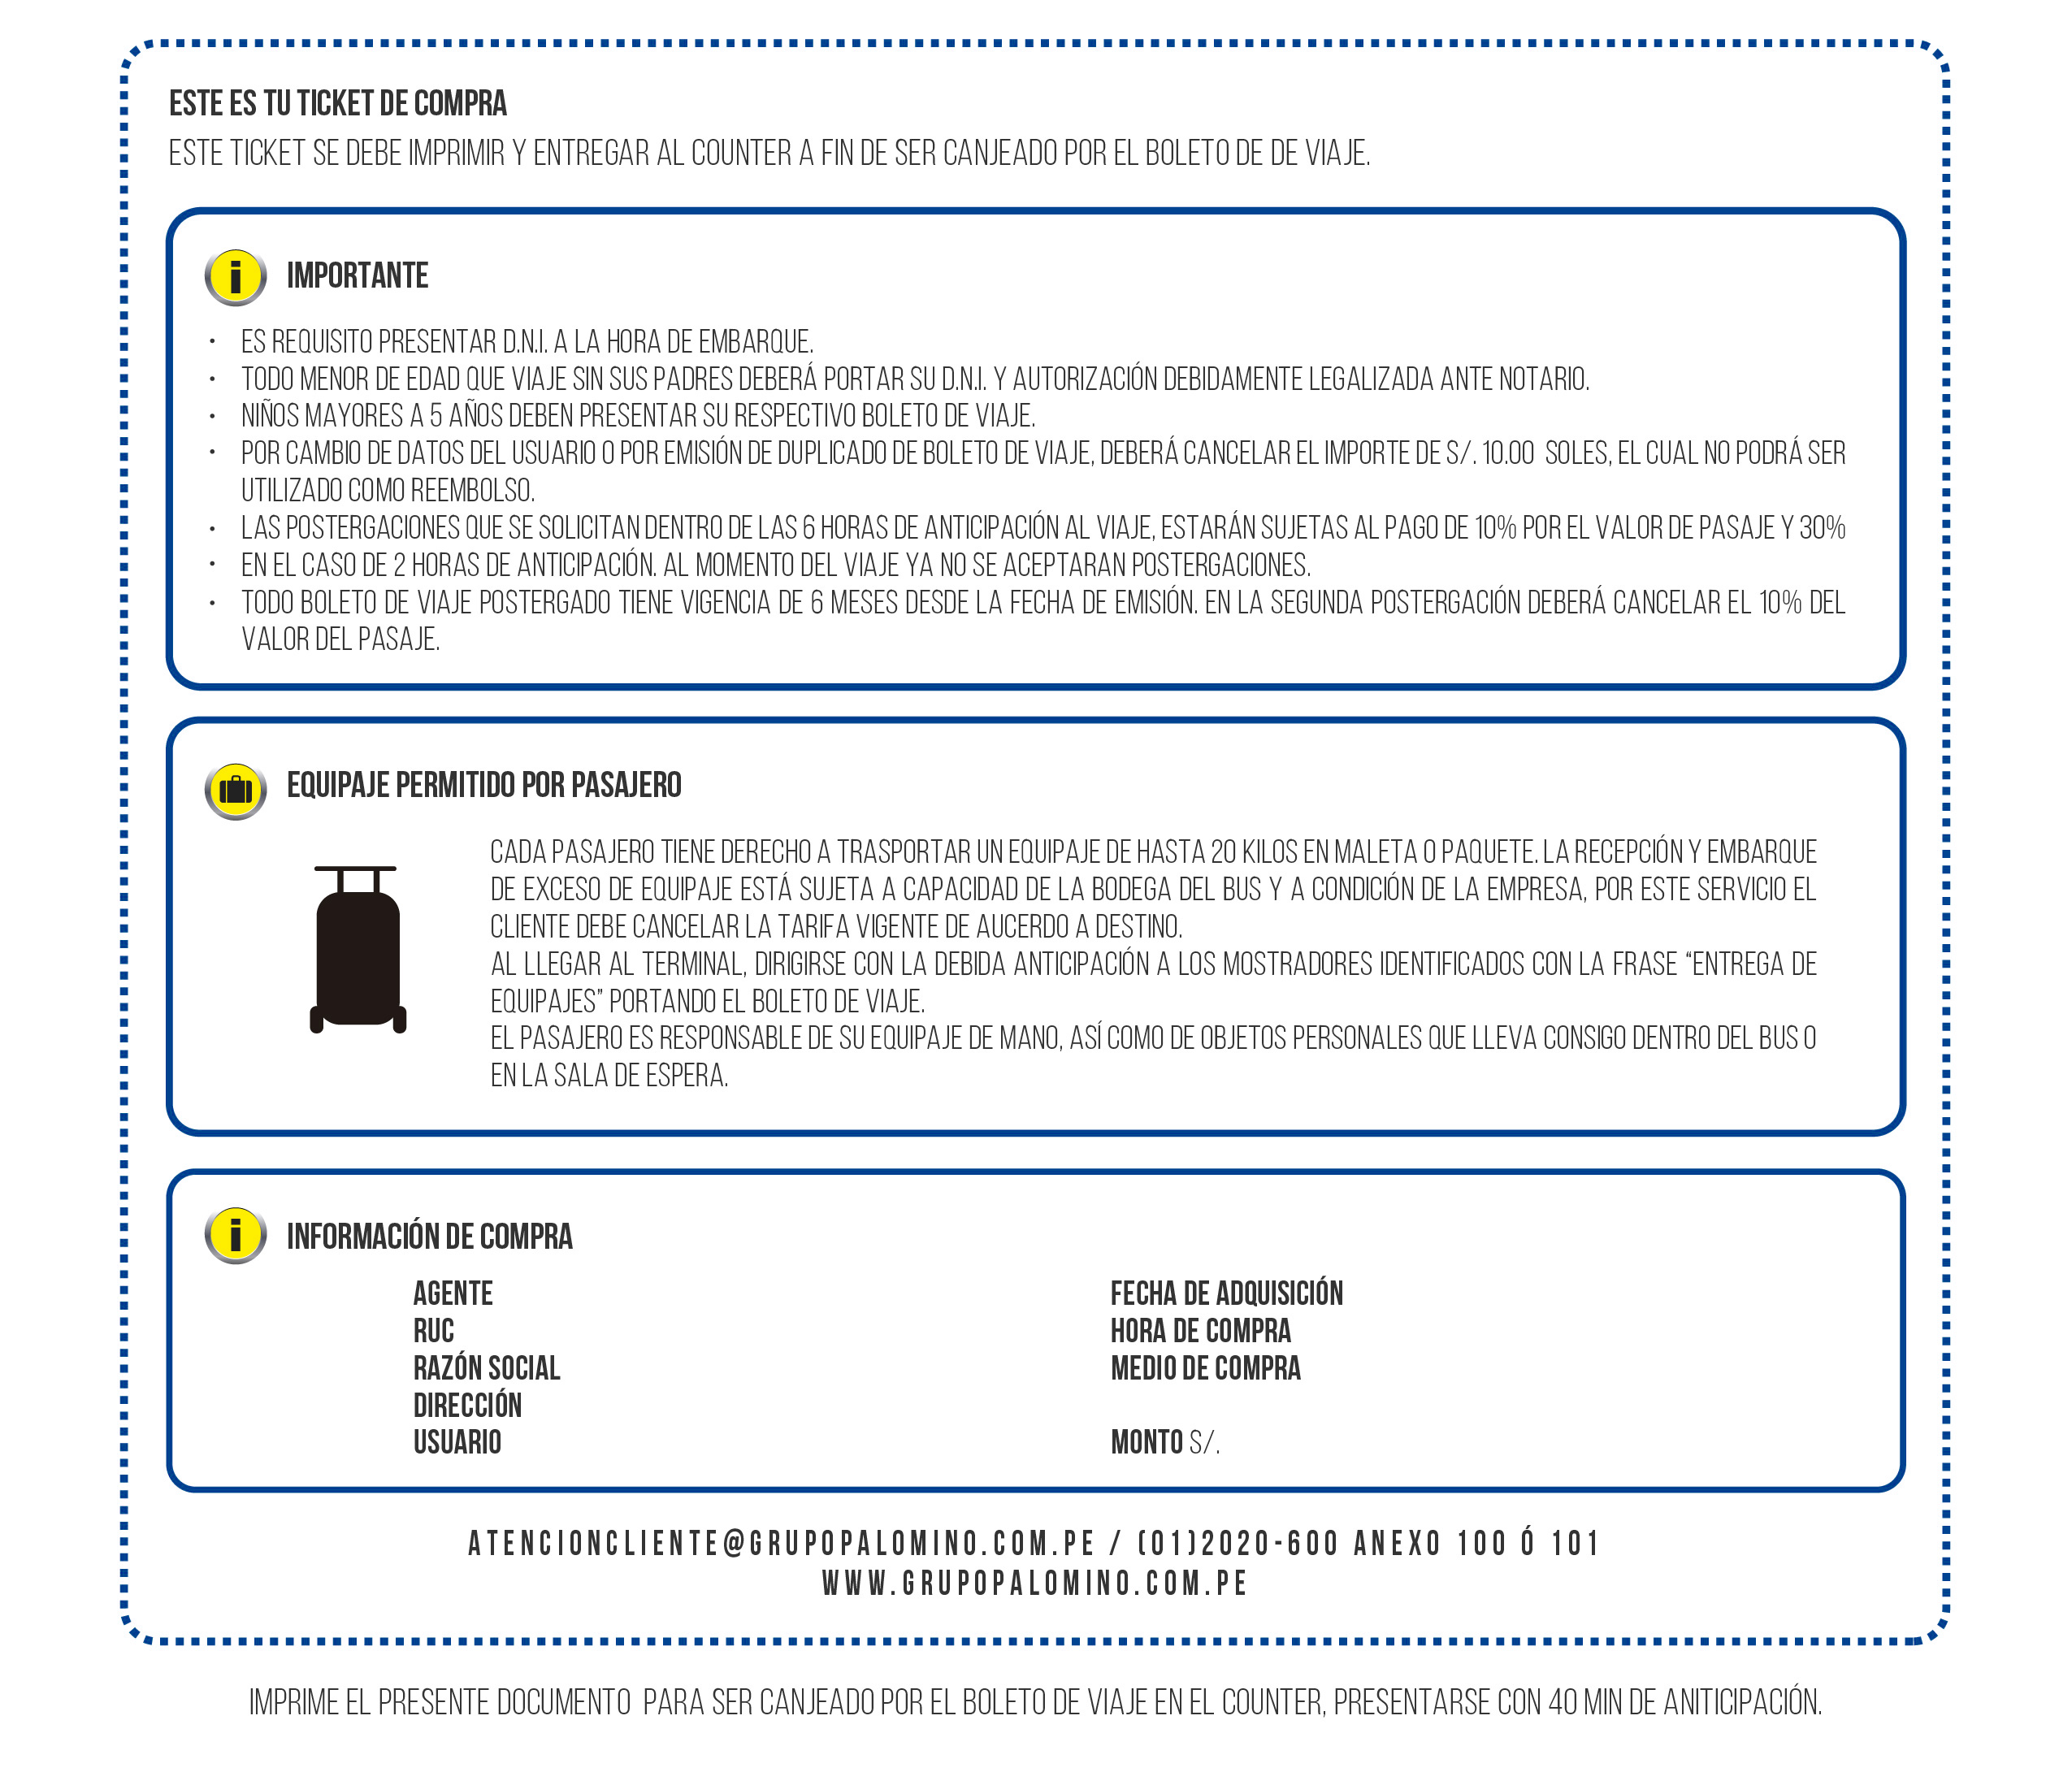 ESTE ES TU TICKET DE COMPRA
ESTE TICKET SE DEBE IMPRIMIR Y ENTREGAR AL COUNTER A FIN DE SER CANJEADO POR EL BOLETO DE DE VIAJE.
IMPORTANTE
• ES REQUISITO PRESENTAR D.N.I. A LA HORA DE EMBARQUE.
• TODO MENOR DE EDAD QUE VIAJE SIN SUS PADRES DEBERÁ PORTAR SU D.N.I. Y AUTORIZACIÓN DEBIDAMENTE LEGALIZADA ANTE NOTARIO.
• NIÑOS MAYORES A 5 AÑOS DEBEN PRESENTAR SU RESPECTIVO BOLETO DE VIAJE.
• POR CAMBIO DE DATOS DEL USUARIO O POR EMISIÓN DE DUPLICADO DE BOLETO DE VIAJE, DEBERÁ CANCELAR EL IMPORTE DE S/. 10.00 SOLES, EL CUAL NO PODRÁ SER
UTILIZADO COMO REEMBOLSO.
• LAS POSTERGACIONES QUE SE SOLICITAN DENTRO DE LAS 6 HORAS DE ANTICIPACIÓN AL VIAJE, ESTARÁN SUJETAS AL PAGO DE 10% POR EL VALOR DE PASAJE Y 30%
• EN EL CASO DE 2 HORAS DE ANTICIPACIÓN. AL MOMENTO DEL VIAJE YA NO SE ACEPTARAN POSTERGACIONES.
• TODO BOLETO DE VIAJE POSTERGADO TIENE VIGENCIA DE 6 MESES DESDE LA FECHA DE EMISIÓN. EN LA SEGUNDA POSTERGACIÓN DEBERÁ CANCELAR EL 10% DEL
VALOR DEL PASAJE.
EQUIPAJE PERMITIDO POR PASAJERO
CADA PASAJERO TIENE DERECHO A TRASPORTAR UN EQUIPAJE DE HASTA 20 KILOS EN MALETA O PAQUETE. LA RECEPCIÓN Y EMBARQUE
DE EXCESO DE EQUIPAJE ESTÁ SUJETA A CAPACIDAD DE LA BODEGA DEL BUS Y A CONDICIÓN DE LA EMPRESA, POR ESTE SERVICIO EL
CLIENTE DEBE CANCELAR LA TARIFA VIGENTE DE AUCERDO A DESTINO.
AL LLEGAR AL TERMINAL, DIRIGIRSE CON LA DEBIDA ANTICIPACIÓN A LOS MOSTRADORES IDENTIFICADOS CON LA FRASE “ENTREGA DE
EQUIPAJES” PORTANDO EL BOLETO DE VIAJE.
EL PASAJERO ES RESPONSABLE DE SU EQUIPAJE DE MANO, ASÍ COMO DE OBJETOS PERSONALES QUE LLEVA CONSIGO DENTRO DEL BUS O
EN LA SALA DE ESPERA.
INFORMACIÓN DE COMPRA
AGENTE
RUC
RAZÓN SOCIAL
DIRECCIÓN
USUARIO
FECHA DE ADQUISICIÓN
HORA DE COMPRA
MEDIO DE COMPRA
MONTO S/.
ATENCIONCLIENTE@GRUPOPALOMINO.COM.PE / (01)2020-600 ANEXO 100 Ó 101
WWW.GRUPOPALOMINO.COM.PE
IMPRIME EL PRESENTE DOCUMENTO PARA SER CANJEADO POR EL BOLETO DE VIAJE EN EL COUNTER, PRESENTARSE CON 40 MIN DE ANITICIPACIÓN.